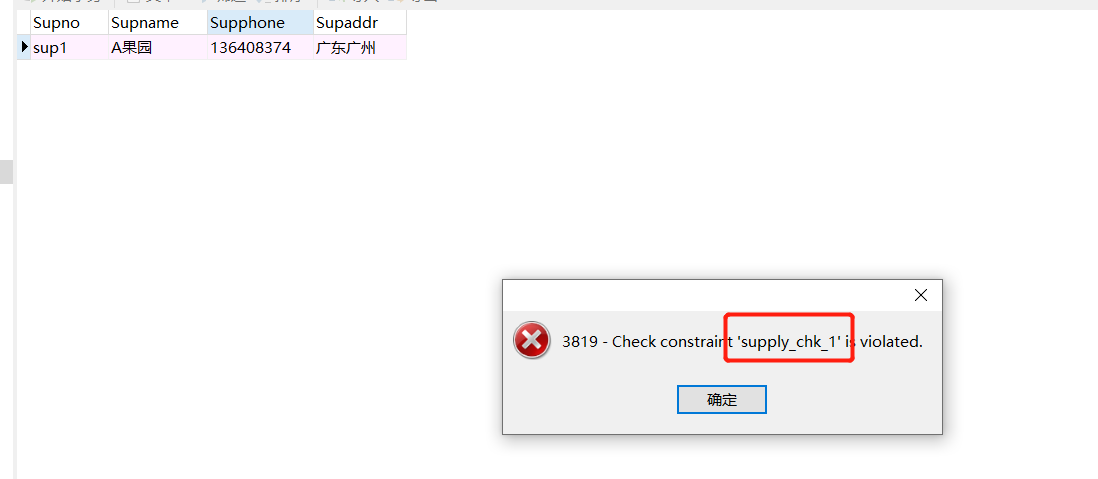 Supno Supname Supphone Supaddr
sup1 A果园 136408374 广东广州
3819 - Check constraint 'supply_chk_1' is violated.
确定